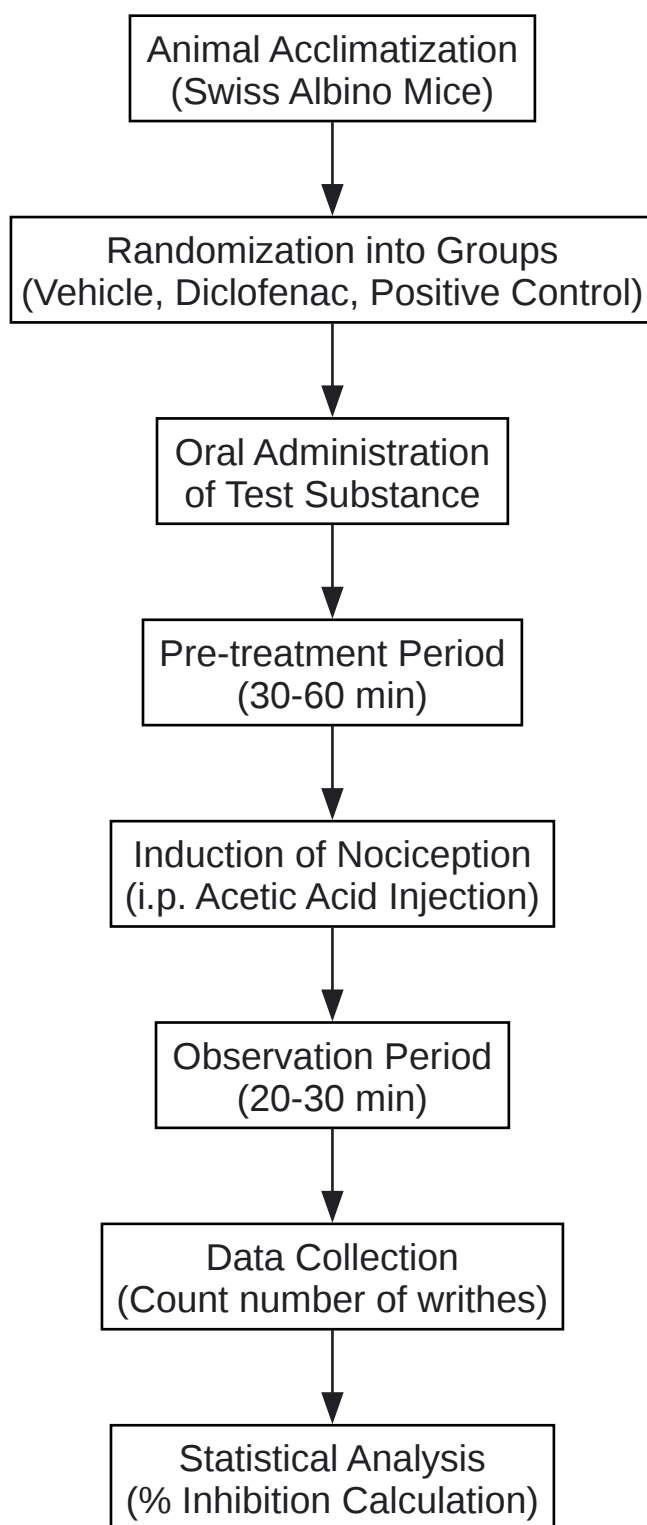 Animal Acclimatization
(Swiss Albino Mice)
Randomization into Groups
(Vehicle, Diclofenac, Positive Control)
Oral Administration
of Test Substance
Pre-treatment Period
(30-60 min)
Induction of Nociception
(i.p. Acetic Acid Injection)
Observation Period
(20-30 min)
Data Collection
(Count number of writhes)
Statistical Analysis
(% Inhibition Calculation)